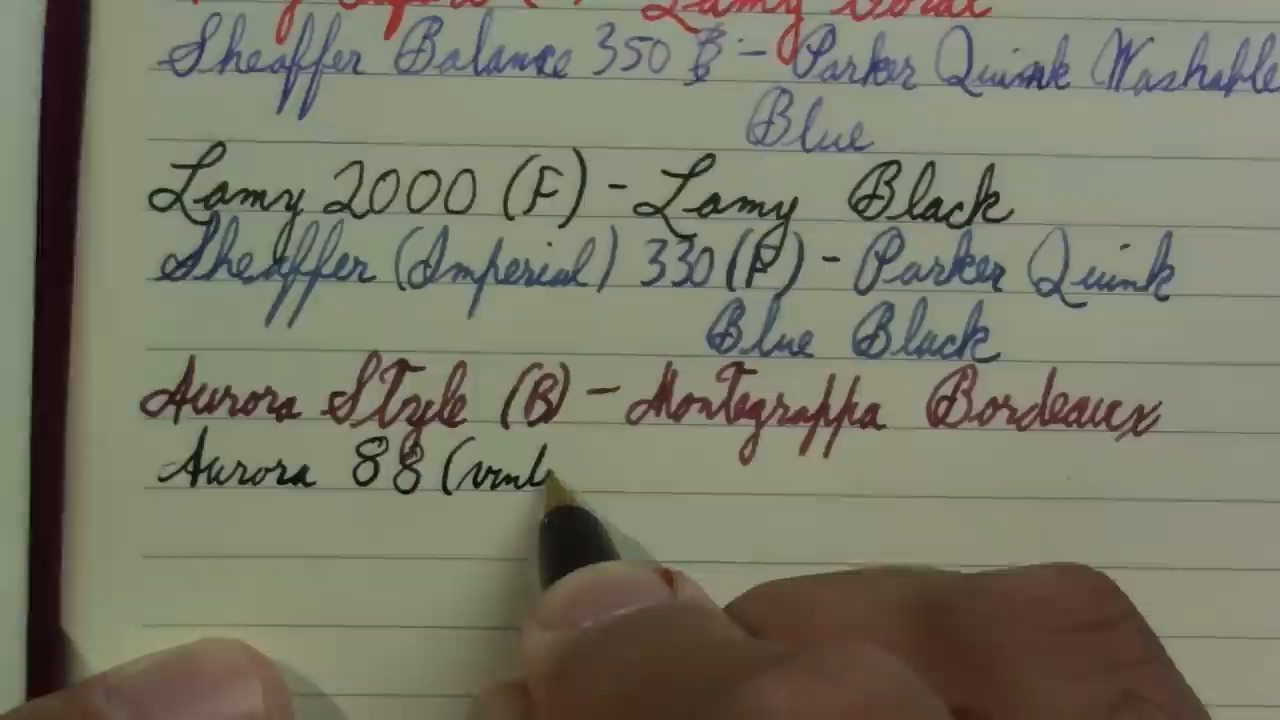 Lamy
Sheaffer Balance 350 B - Parker Quink Washable
Blue
Lamy 2000 (F) - Lamy Black
Sheaffer (Imperial) 330 (F) - Parker Quink
Blue Black
Aurora Style (B) - Montegrappa Bordeaux
Aurora 88 (